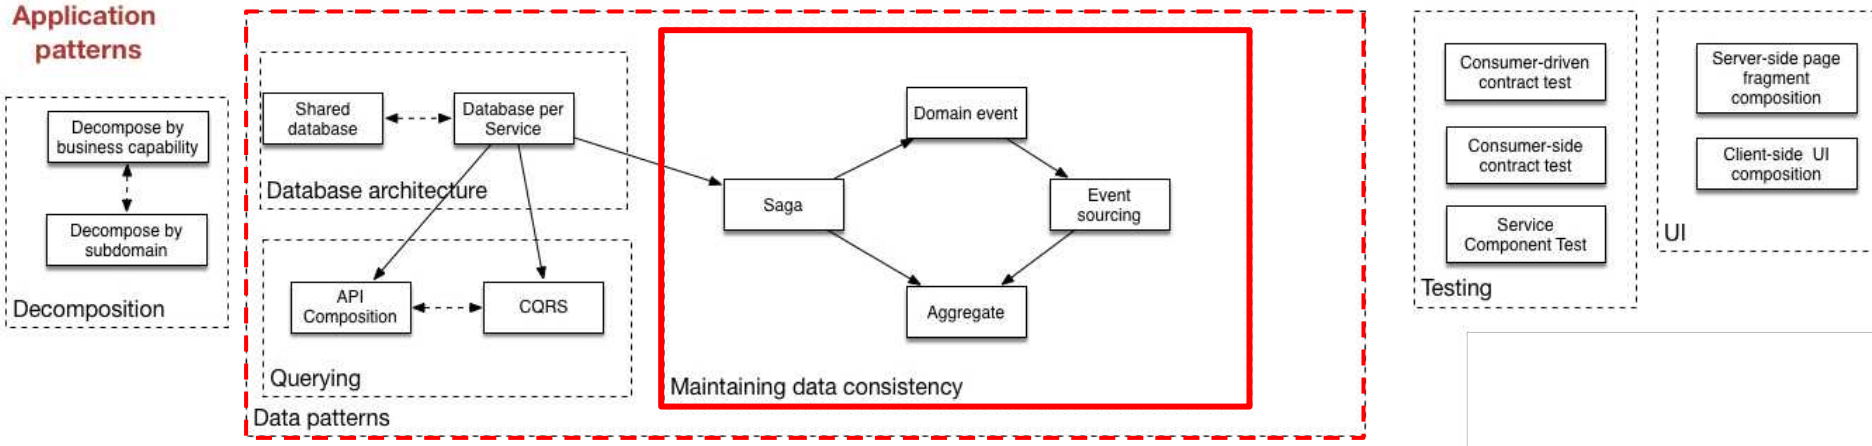 Application
patterns
Decompose by
business capability
Decompose by
subdomain
Decomposition
Shared
database
Database per
Service
Database architecture
API
Composition
CQRS
Querying
Data patterns
Domain event
Saga
Event
sourcing
Aggregate
Maintaining data consistency
Consumer-driven
contract test
Consumer-side
contract test
Service
Component Test
Testing
Server-side page
fragment
composition
Client-side UI
composition
UI